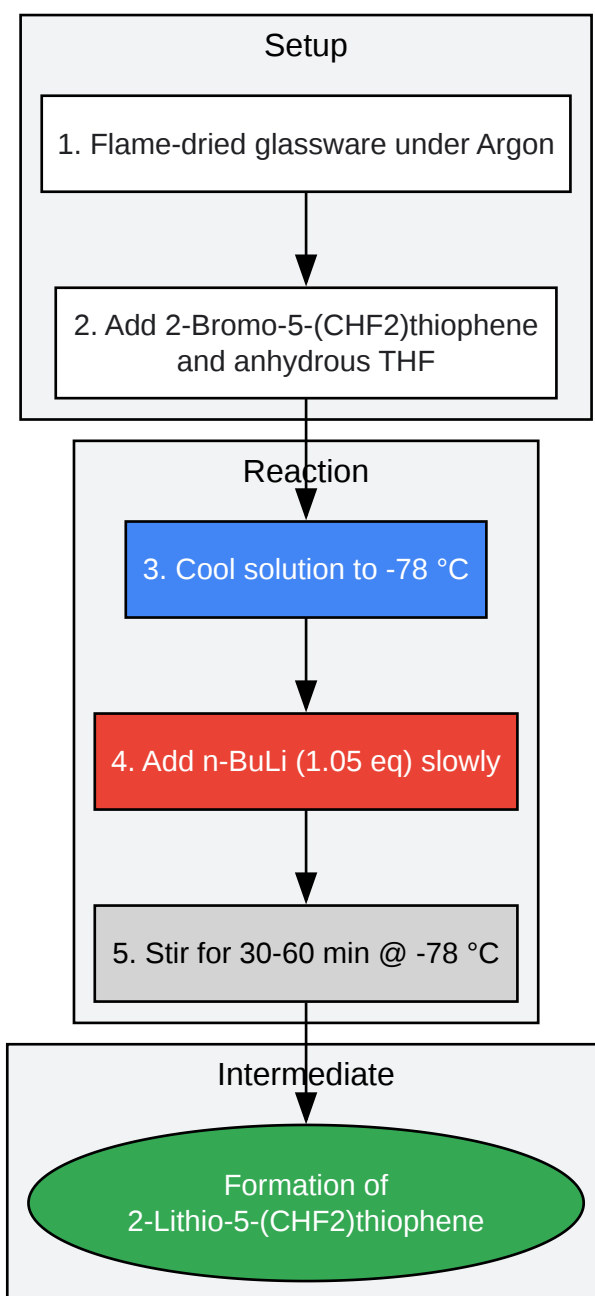 Setup
1. Flame-dried glassware under Argon
2. Add 2-Bromo-5-(CHF2)thiophene
and anhydrous THF
Reaction
3. Cool solution to -78 °C
4. Add n-BuLi (1.05 eq) slowly
5. Stir for 30-60 min @ -78 °C
Intermediate
Formation of
2-Lithio-5-(CHF2)thiophene